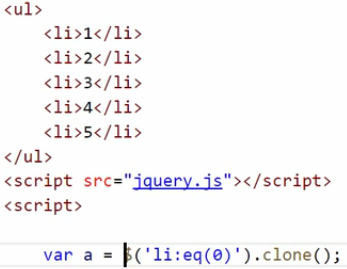 <ul>
<li>1</li>
<li>2</li>
<li>3</li>
<li>4</li>
<li>5</li>
</ul>
<script src="jquery.js"></script>
<script>
var a = $('li:eq(0)').clone();